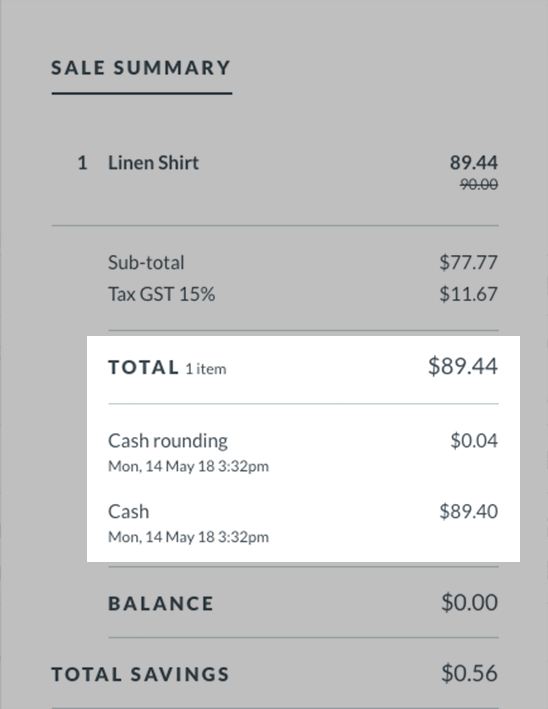 SALE SUMMARY
1 Linen Shirt 89.44
90.00
Sub-total $77.77
Tax GST 15% $11.67
TOTAL 1 item $89.44
Cash rounding $0.04
Mon, 14 May 18 3:32pm
Cash $89.40
Mon, 14 May 18 3:32pm
BALANCE $0.00
TOTAL SAVINGS $0.56